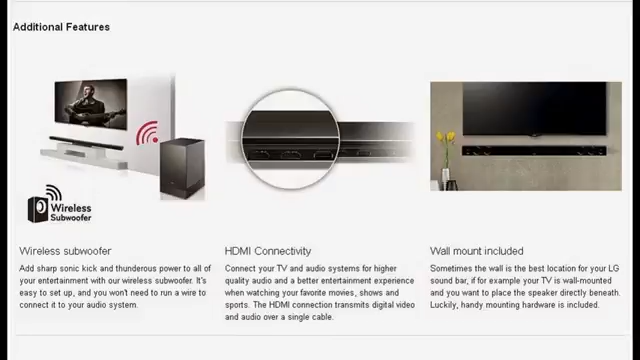 Additional Features
Wireless
Subwoofer
Wireless subwoofer
Add sharp sonic kick and thunderous power to all of
your entertainment with our wireless subwoofer. It's
easy to set up, and you won't need to run a wire to
connect it to your audio system.
HDMI Connectivity
Connect your TV and audio systems for higher
quality audio and a better entertainment experience
when watching your favorite movies, shows and
sports. The HDMI connection transmits digital video
and audio over a single cable.
Wall mount included
Sometimes the wall is the best location for your LG
sound bar, if for example your TV is wall-mounted
and you want to place the speaker directly beneath.
Luckily, handy mounting hardware is included.